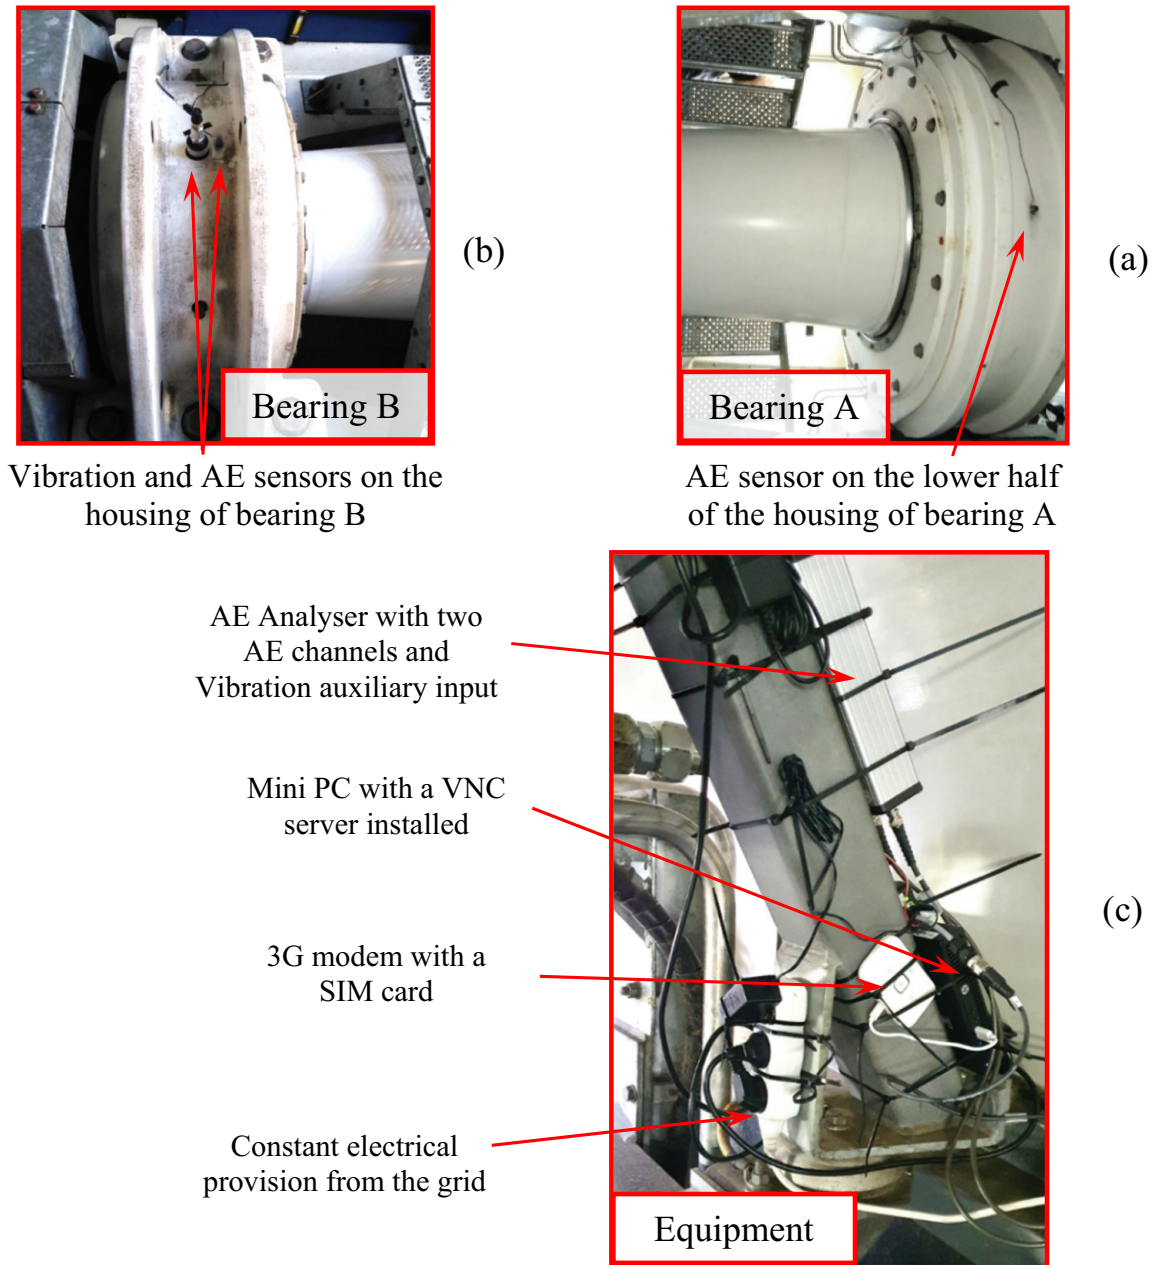 (b)
(a)
Bearing B
Bearing A
Vibration and AE sensors on the
housing of bearing B
AE sensor on the lower half
of the housing of bearing A
AE Analyser with two
AE channels and
Vibration auxiliary input
Mini PC with a VNC
server installed
(c)
3G modem with a
SIM card
Constant electrical
provision from the grid
Equipment